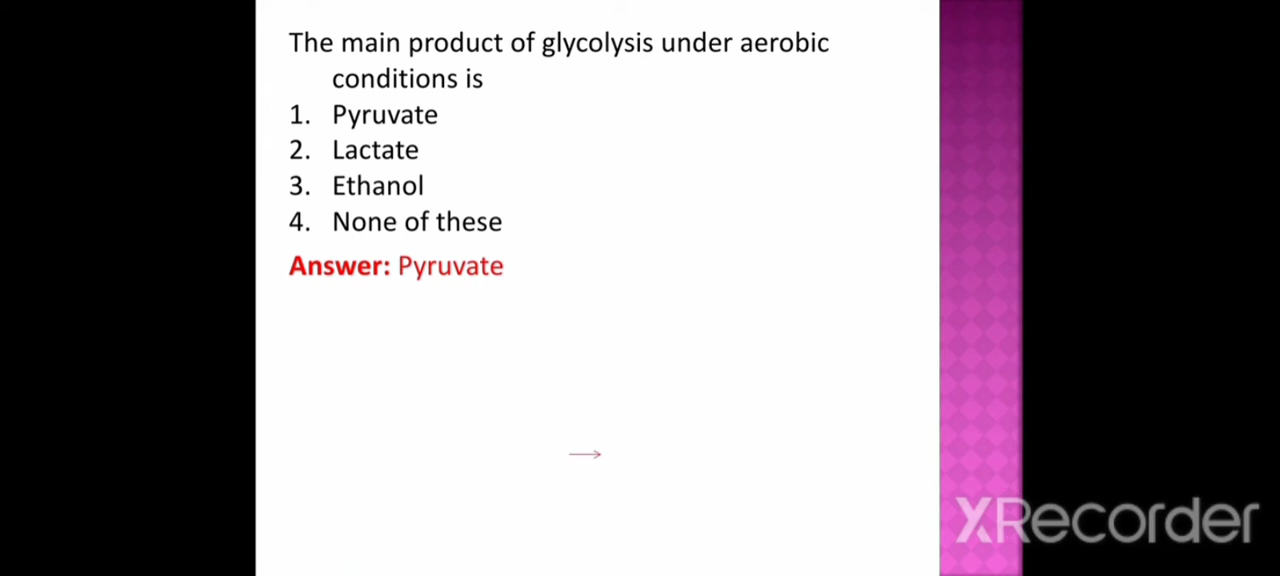 The main product of glycolysis under aerobic
conditions is
1. Pyruvate
2. Lactate
3. Ethanol
4. None of these
Answer: Pyruvate
XRecorder